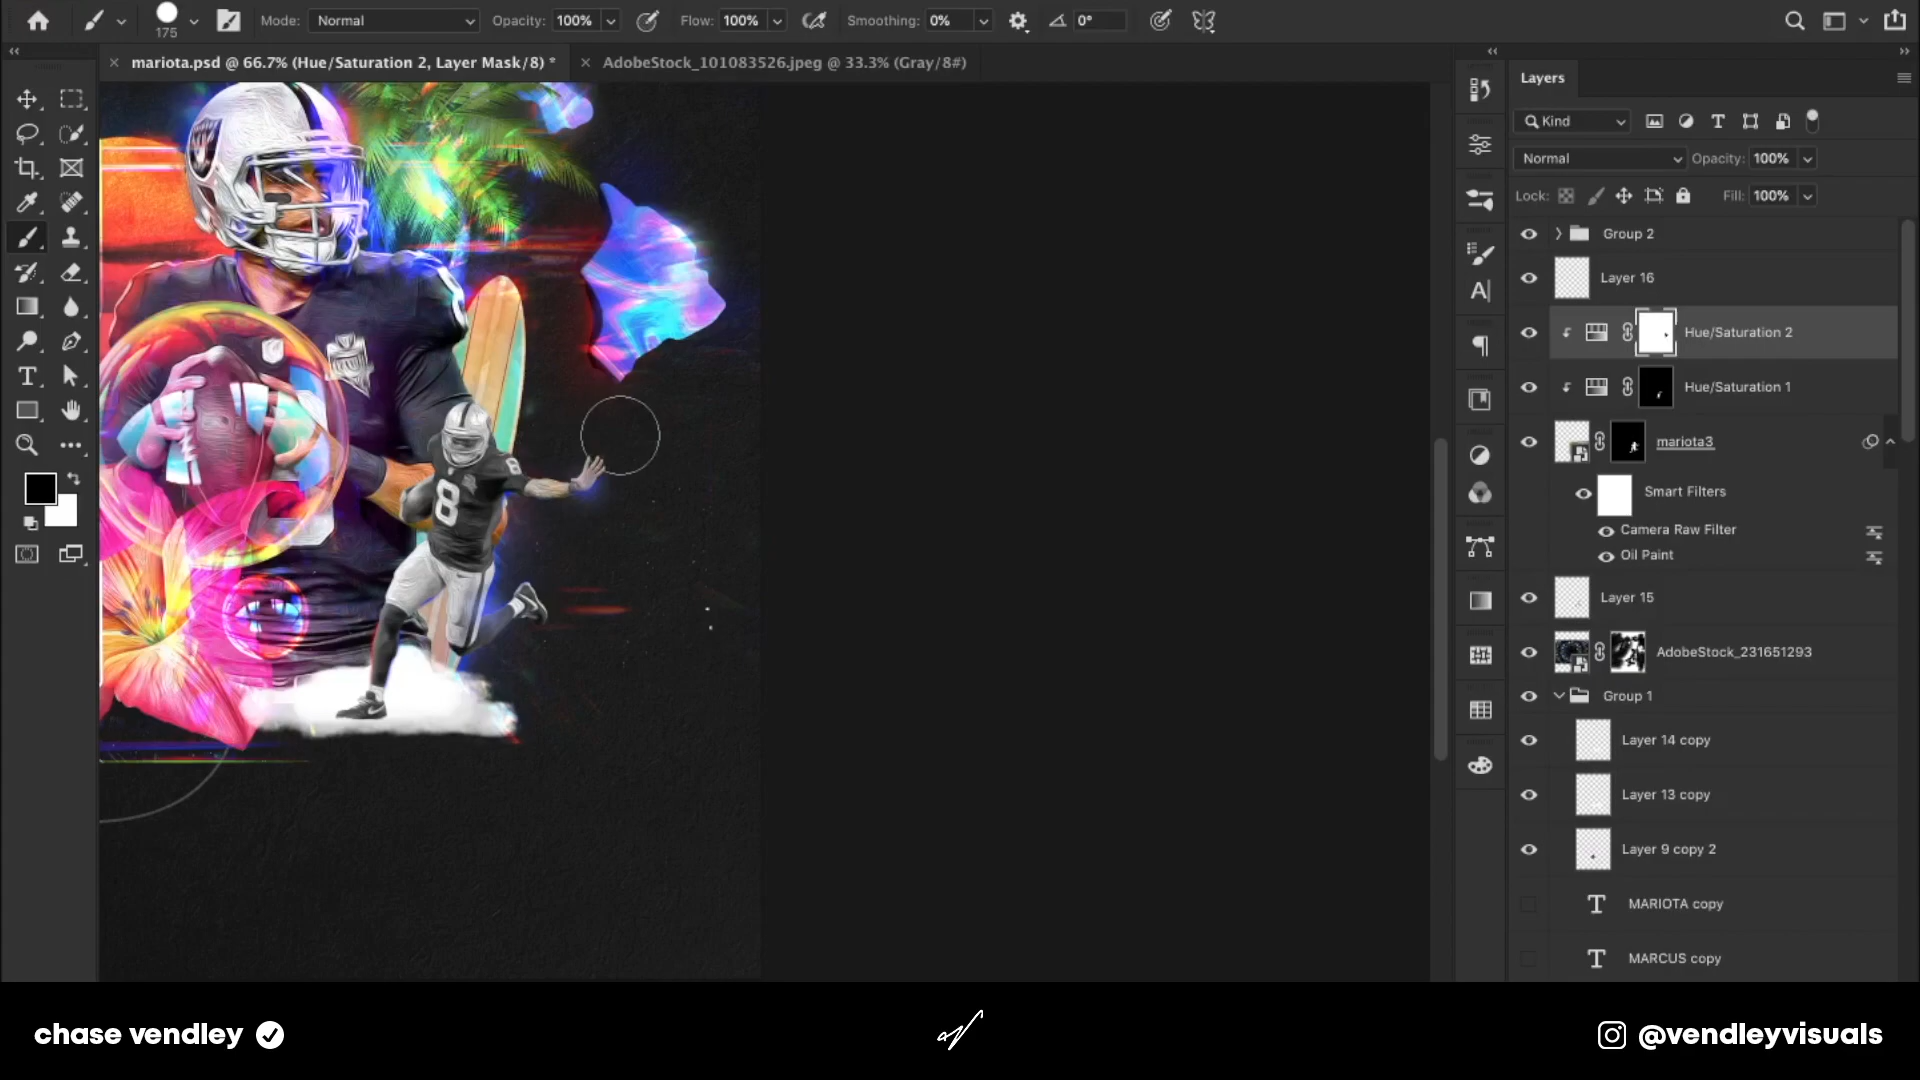 175
Mode: Normal Opacity: 100% Flow: 100% Smoothing: 0% 0°
mariota.psd @ 66.7% (Hue/Saturation 2, Layer Mask/8) *
AdobeStock_101083526.jpeg @ 33.3% (Gray/8#)
Layers
Kind
Normal Opacity: 100%
Lock: Fill: 100%
Group 2
Layer 16
Hue/Saturation 2
Hue/Saturation 1
mariota3
Smart Filters
Camera Raw Filter
Oil Paint
Layer 15
AdobeStock_231651293
Group 1
Layer 14 copy
Layer 13 copy
Layer 9 copy 2
MARIOTA copy
MARCUS copy
8
8
chase vendley
@vendleyvisuals